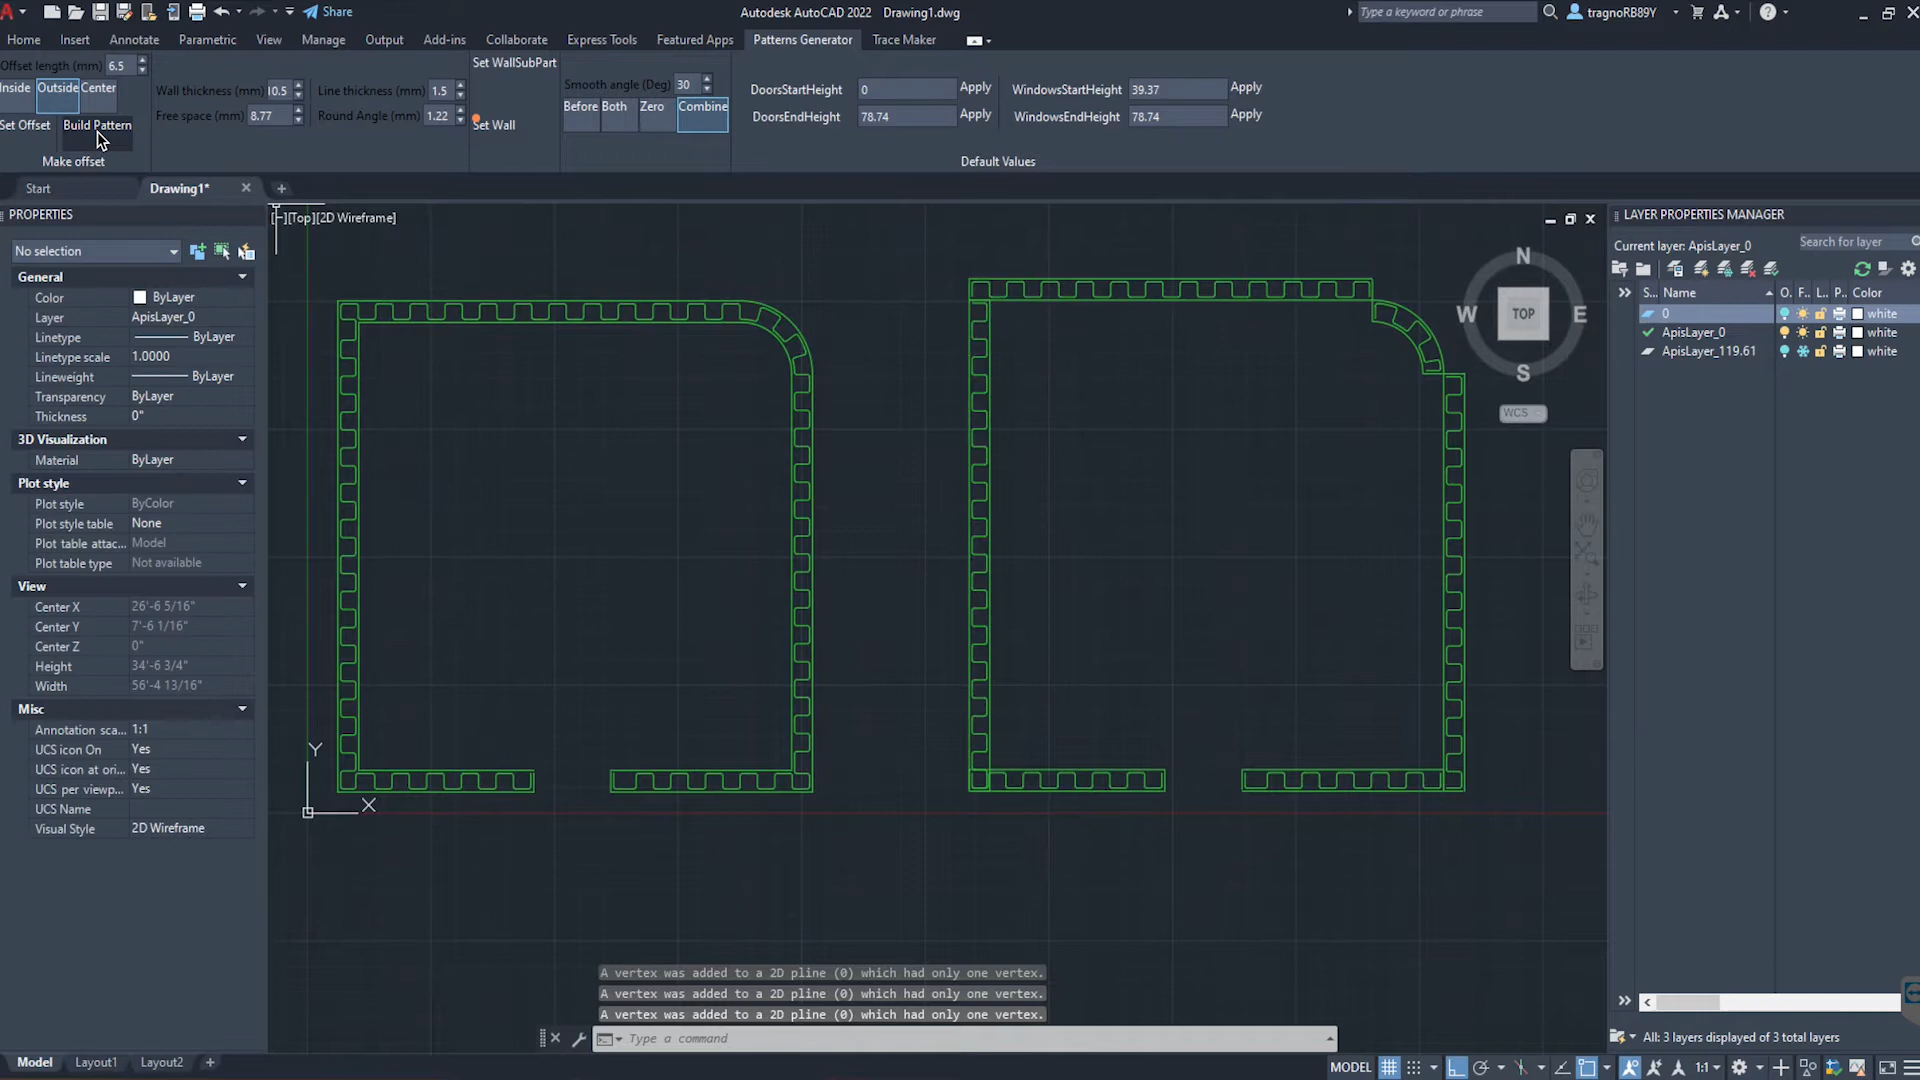 Share
Autodesk AutoCAD 2022 Drawing1.dwg
Type a keyword or phrase
tragnoRB89Y
Home Insert Annotate Parametric View Manage Output Add-ins Collaborate Express Tools Featured Apps Patterns Generator Trace Maker
Offset length (mm) 6.5
Inside Outside Center
Set Offset Build Pattern
Make offset
Wall thickness (mm) 10.5 Line thickness (mm) 1.5
Free space (mm) 8.77 Round Angle (mm) 1.22
Set WallSubPart
Set Wall
Smooth angle (Deg) 30
Before Both Zero Combine
DoorsStartHeight 0 Apply WindowsStartHeight 39.37 Apply
DoorsEndHeight 78.74 Apply WindowsEndHeight 78.74 Apply
Default Values
Start Drawing1*
PROPERTIES
No selection
General
Color ByLayer
Layer ApisLayer_0
Linetype ByLayer
Linetype scale 1.0000
Lineweight ByLayer
Transparency ByLayer
Thickness 0"
3D Visualization
Material ByLayer
Plot style
Plot style ByColor
Plot style table None
Plot table attac... Model
Plot table type Not available
View
Center X 26'-6 5/16"
Center Y 7'-6 1/16"
Center Z 0"
Height 34'-6 3/4"
Width 56'-4 13/16"
Misc
Annotation sca... 1:1
UCS icon On Yes
UCS icon at ori... Yes
UCS per viewp... Yes
UCS Name
Visual Style 2D Wireframe
[−][Top][2D Wireframe]
N
W TOP E
S
WCS
Y
X
A vertex was added to a 2D pline (0) which had only one vertex.
A vertex was added to a 2D pline (0) which had only one vertex.
A vertex was added to a 2D pline (0) which had only one vertex.
Type a command
LAYER PROPERTIES MANAGER
Current layer: ApisLayer_0 Search for layer
S... Name O. F.. L... P.. Color
0 white
ApisLayer_0 white
ApisLayer_119.61 white
All: 3 layers displayed of 3 total layers
Model Layout1 Layout2
MODEL 1:1